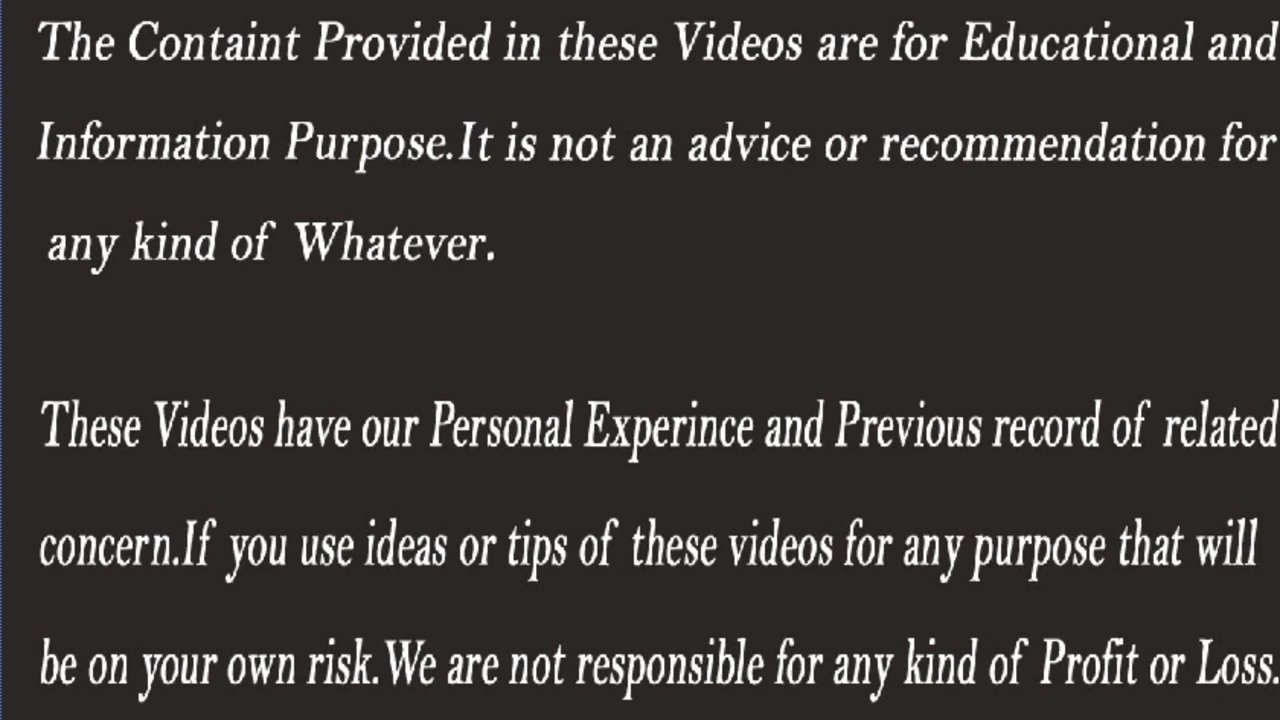 The Containt Provided in these Videos are for Educational and
Information Purpose.It is not an advice or recommendation for
any kind of Whatever.
These Videos have our Personal Experince and Previous record of related
concern.If you use ideas or tips of these videos for any purpose that will
be on your own risk.We are not responsible for any kind of Profit or Loss.